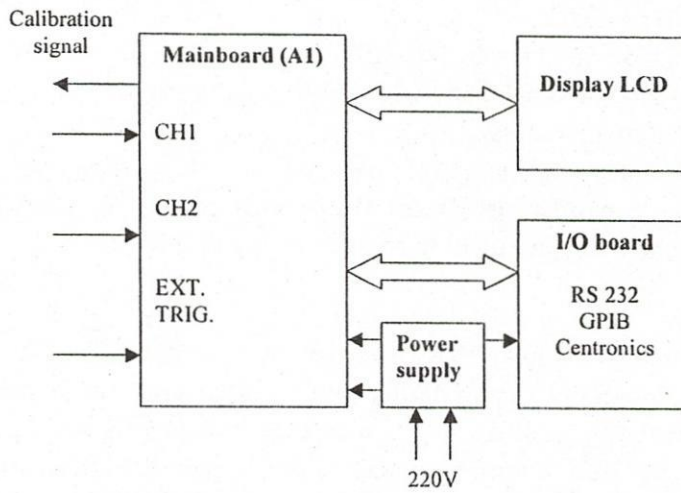 Calibration
signal
Mainboard (A1)
CH1
CH2
EXT.
TRIG.
Display LCD
I/O board
RS 232
GPIB
Centronics
Power
supply
220V